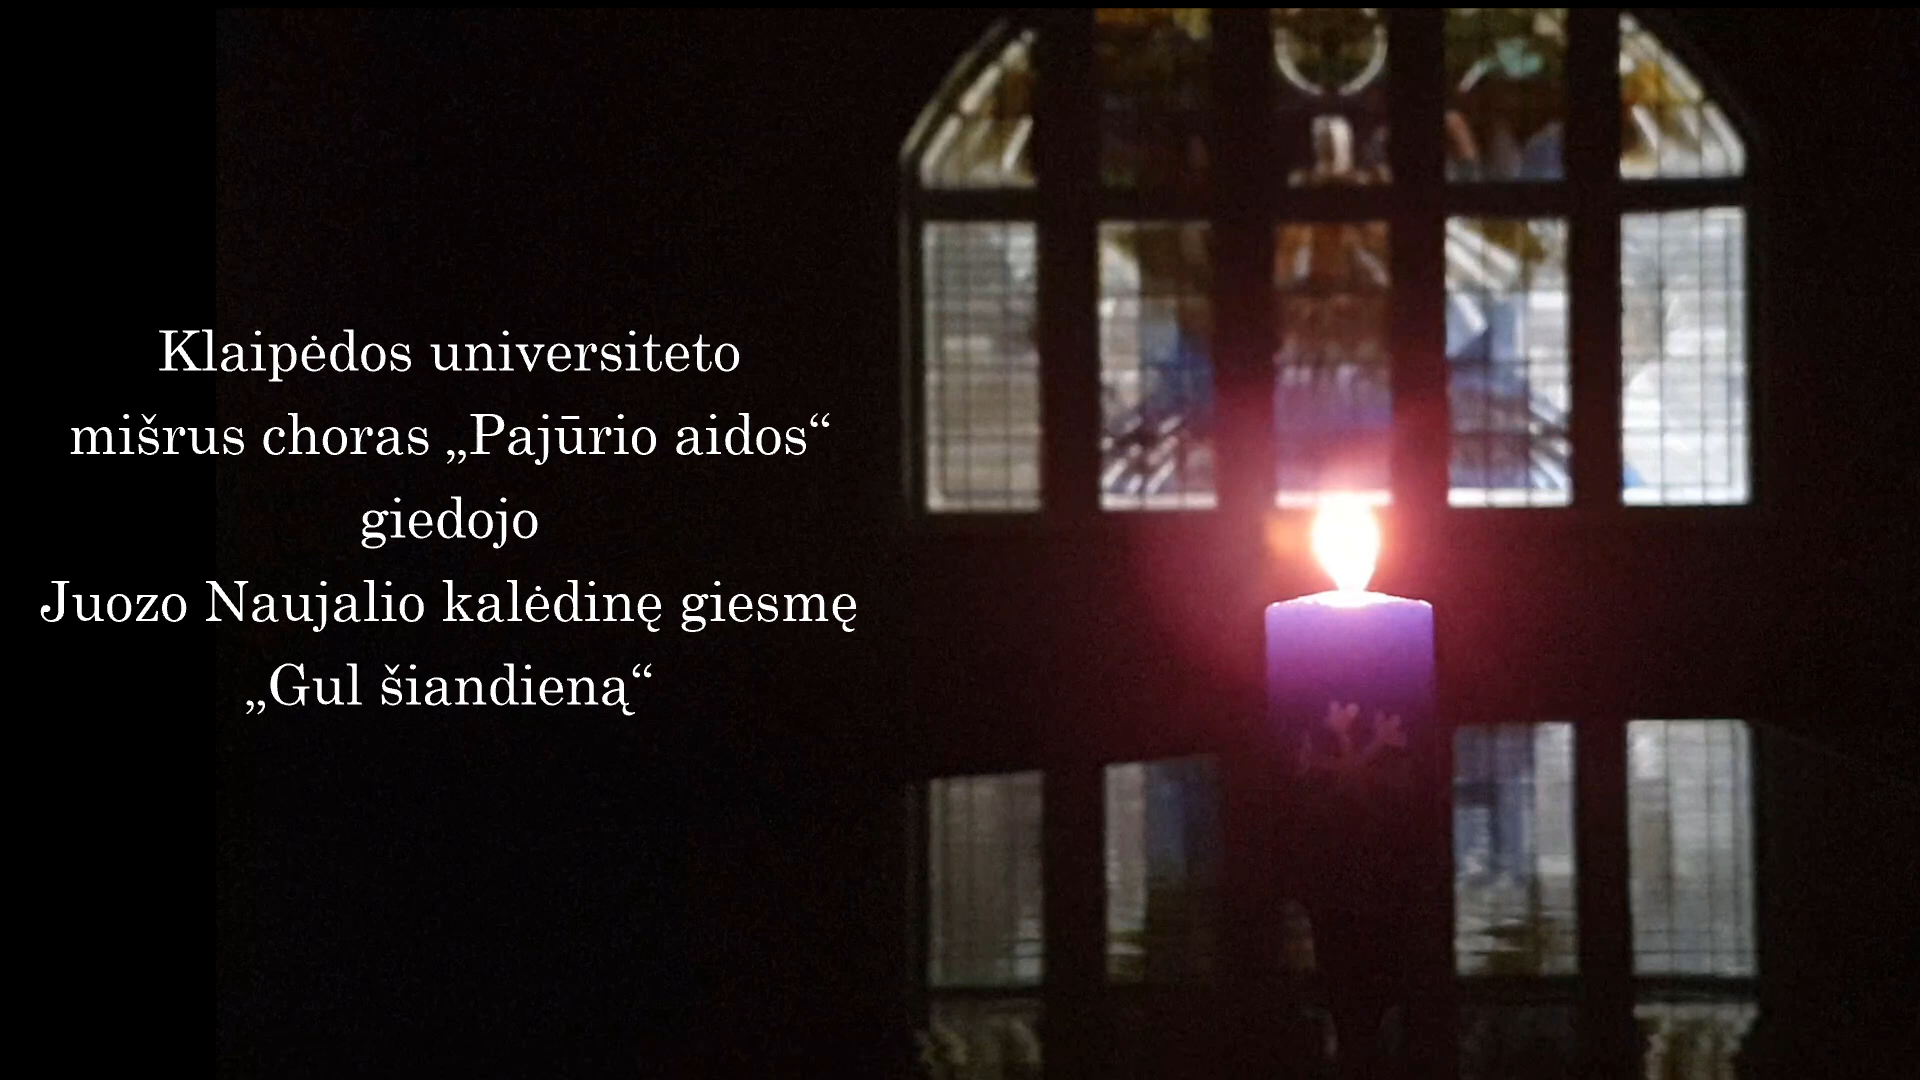 Klaipėdos universiteto
mišrus choras „Pajūrio aidos“
giedojo
Juozo Naujalio kalėdinę giesmę
„Gul šiandieną“